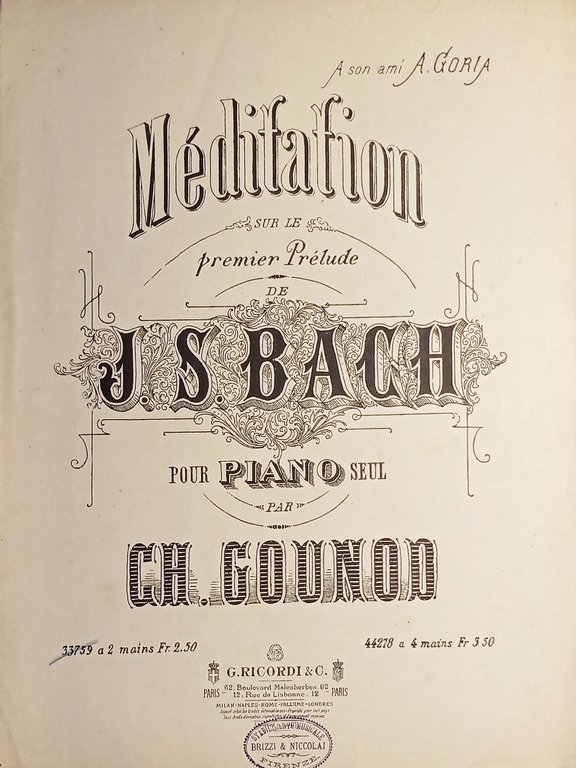 A son ami A. GORIA
Méditation
SUR LE
premier Prélude
DE
J. S. BACH
POUR PIANO SEUL
PAR
CH. GOUNOD
33759 a 2 mains Fr. 2.50
44278 a 4 mains Fr 3 50
G. RICORDI & C.
PARIS - 62. Boulevard Malesherbes. 62 - PARIS
12. Rue de Lisbonne. 12
MILAN - NAPLES - ROME - PALERME - LONDRES
BRIZZI & NICCOLAI
FIRENZE